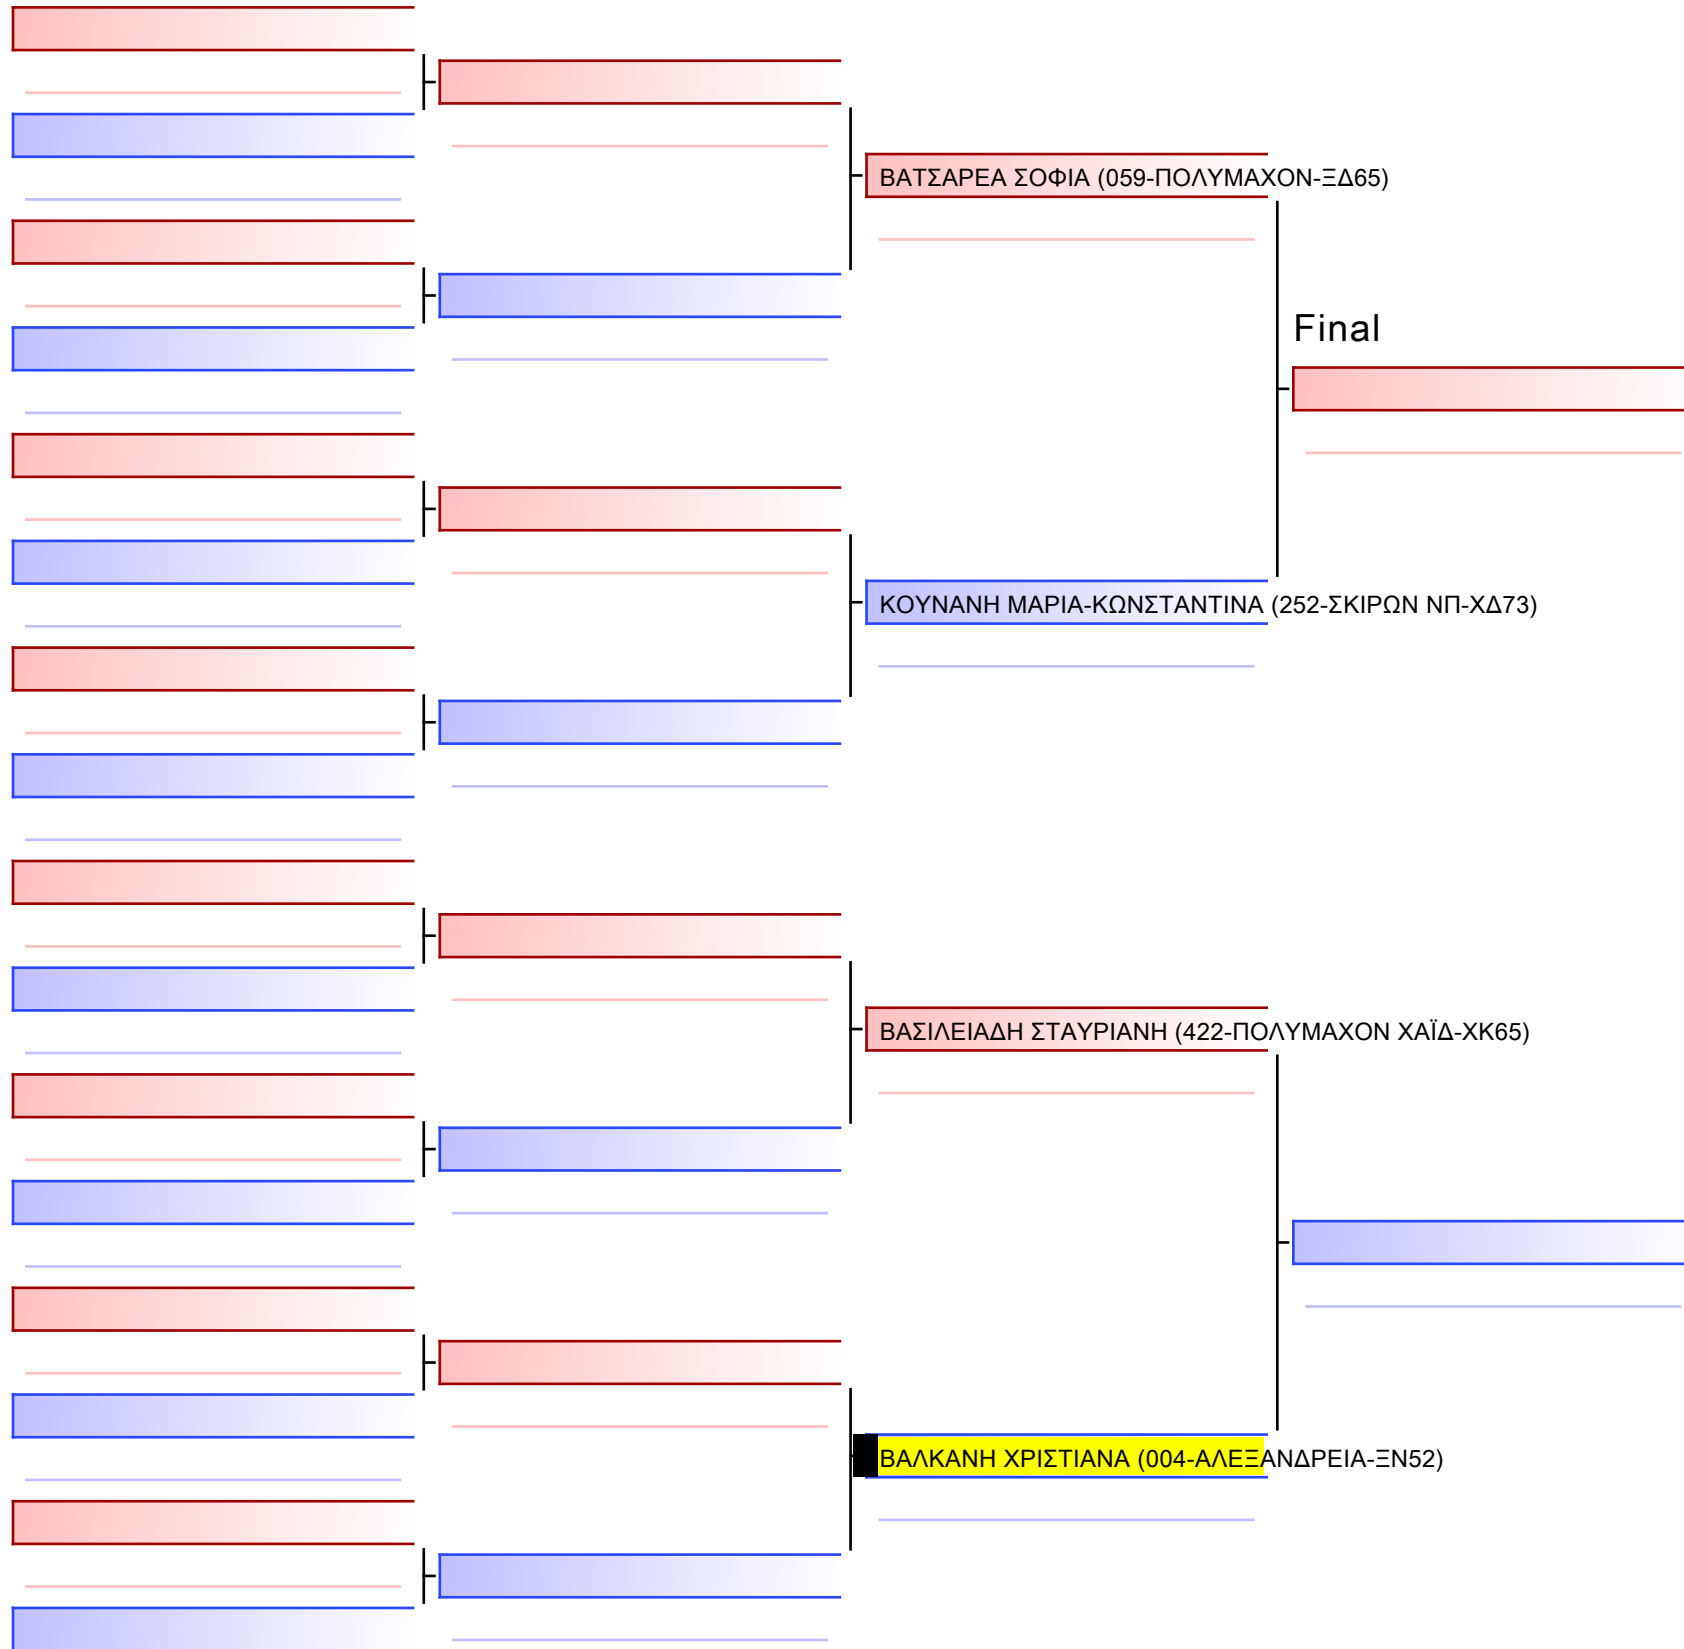 ΒΑΤΣΑΡΕΑ ΣΟΦΙΑ (059-ΠΟΛΥΜΑΧΟΝ-ΞΔ65)
Final
ΚΟΥΝΑΝΗ ΜΑΡΙΑ-ΚΩΝΣΤΑΝΤΙΝΑ (252-ΣΚΙΡΩΝ ΝΠ-ΧΔ73)
ΒΑΣΙΛΕΙΑΔΗ ΣΤΑΥΡΙΑΝΗ (422-ΠΟΛΥΜΑΧΟΝ ΧΑΪΔ-ΧΚ65)
ΒΑΛΚΑΝΗ ΧΡΙΣΤΙΑΝΑ (004-ΑΛΕΞΑΝΔΡΕΙΑ-ΞΝ52)